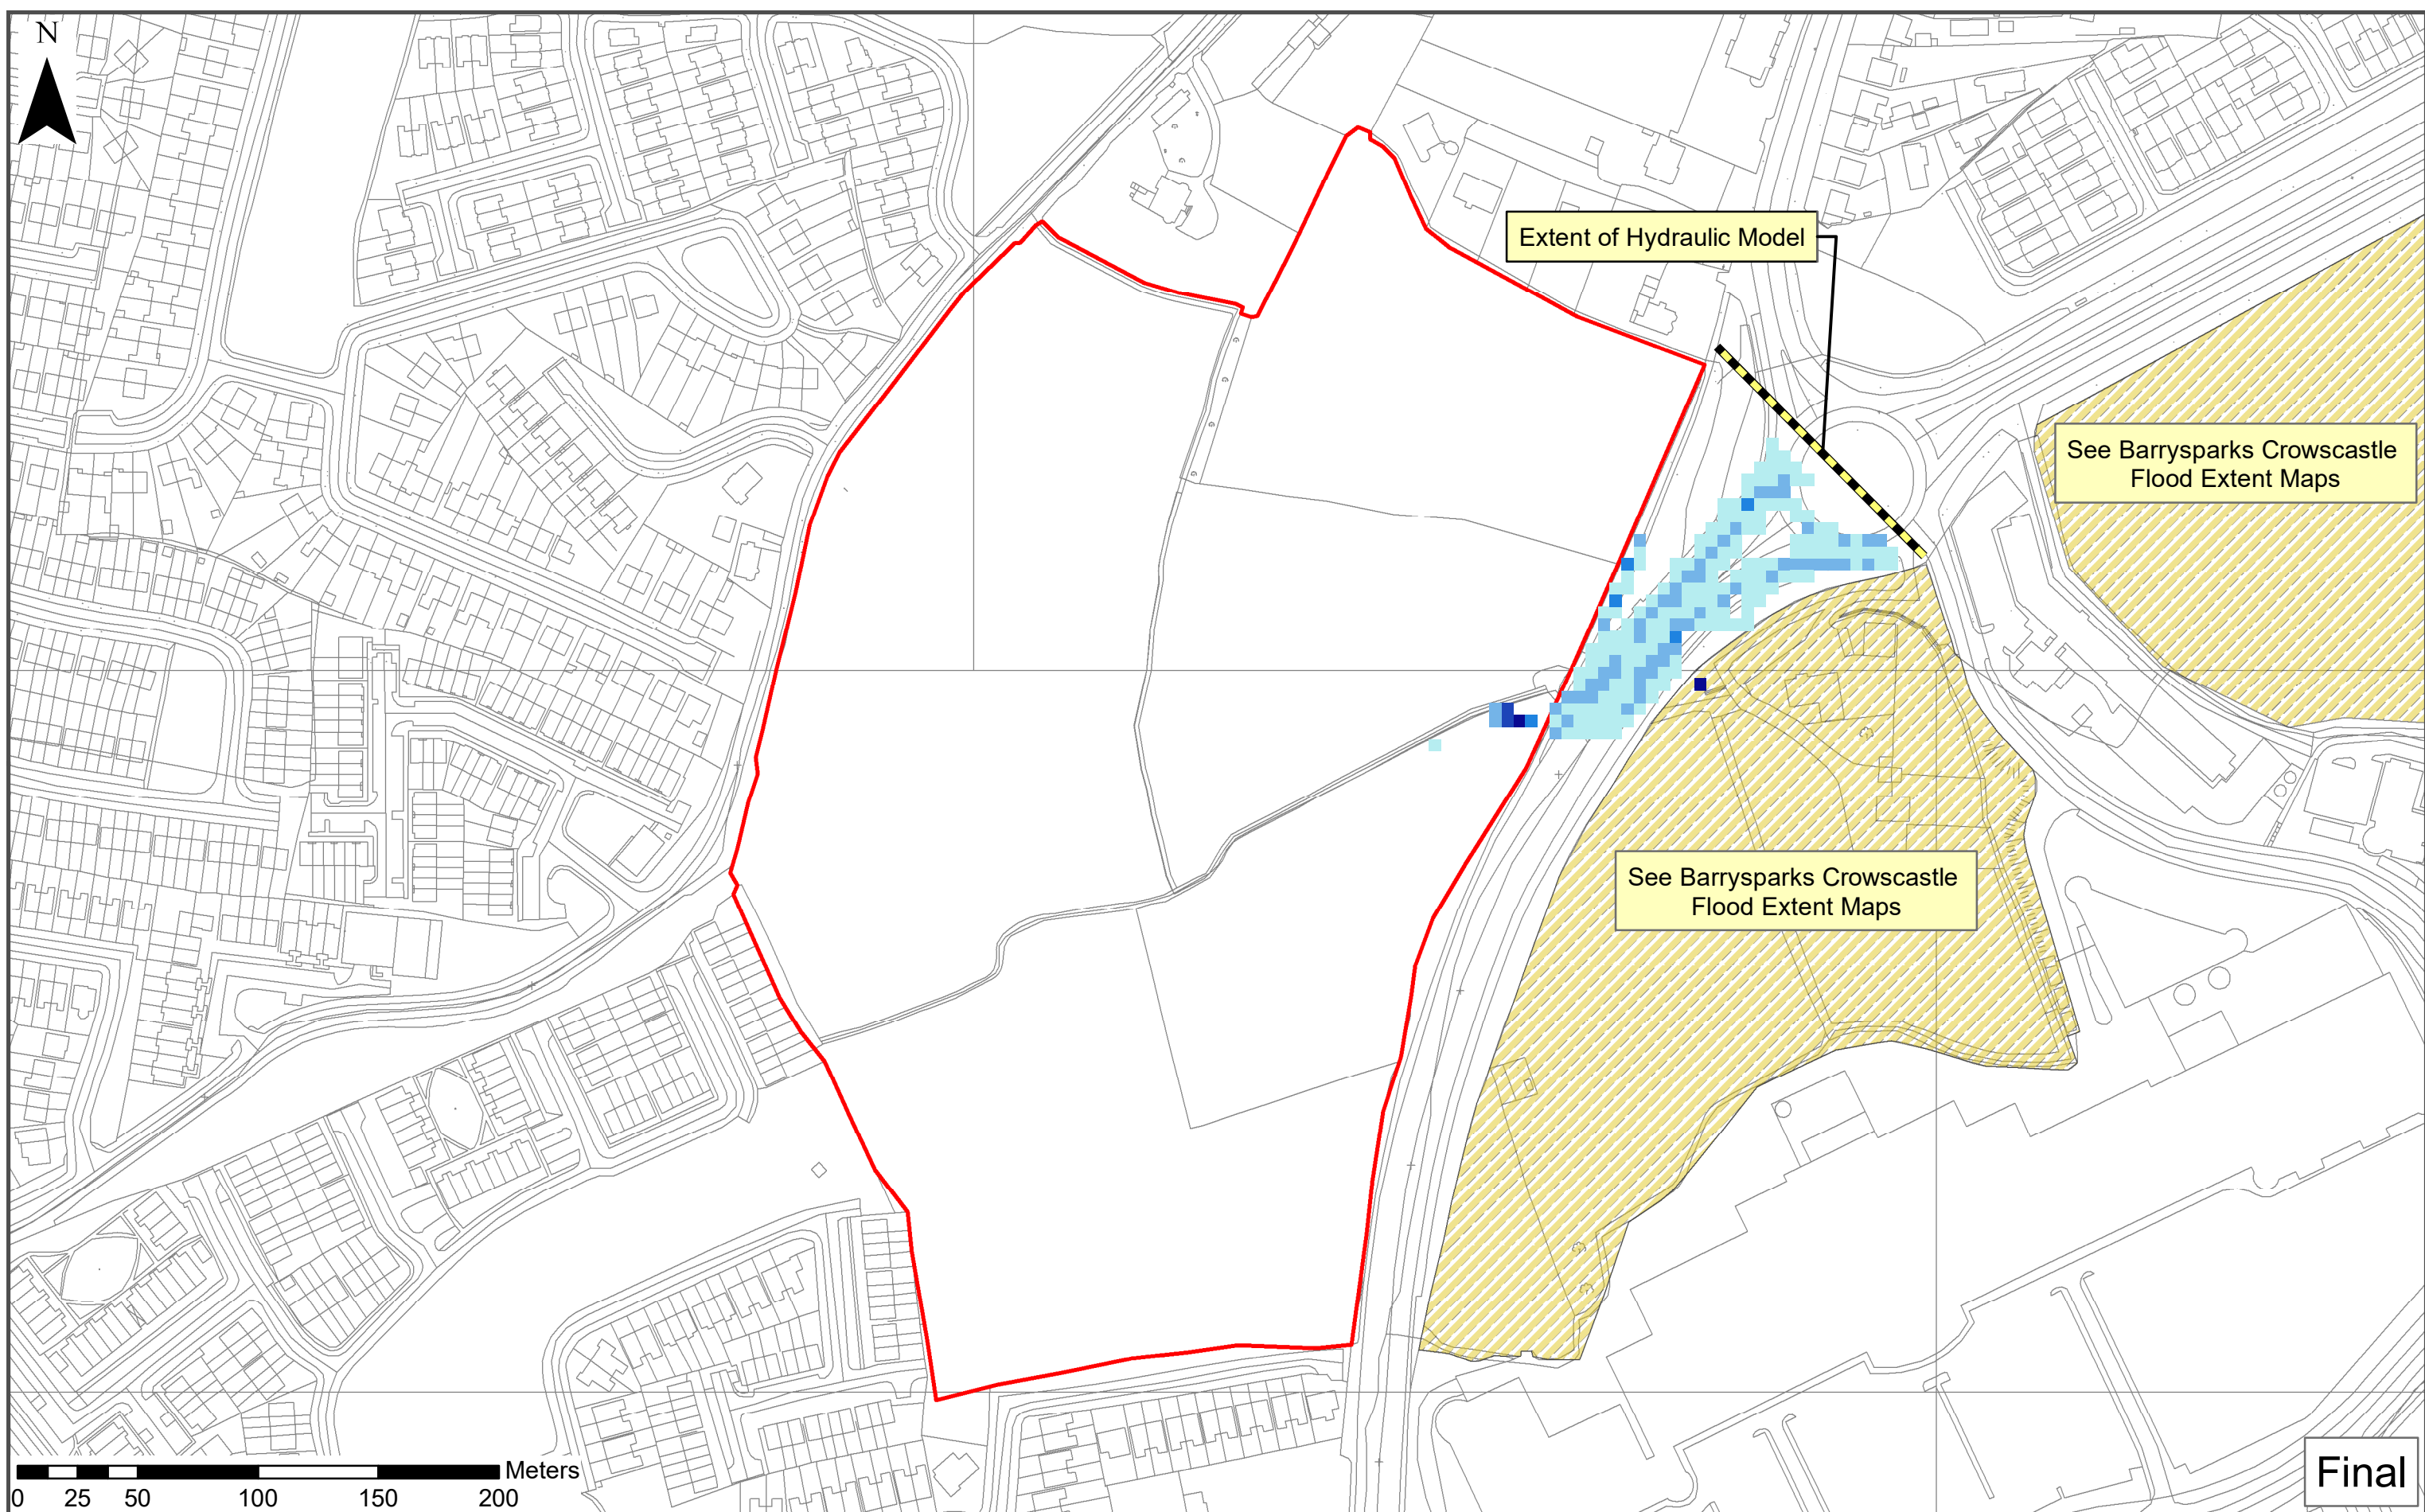 N
Extent of Hydraulic Model
See Barrysparks Crowscastle
Flood Extent Maps
See Barrysparks Crowscastle
Flood Extent Maps
Meters
0 25 50 100 150 200
Final